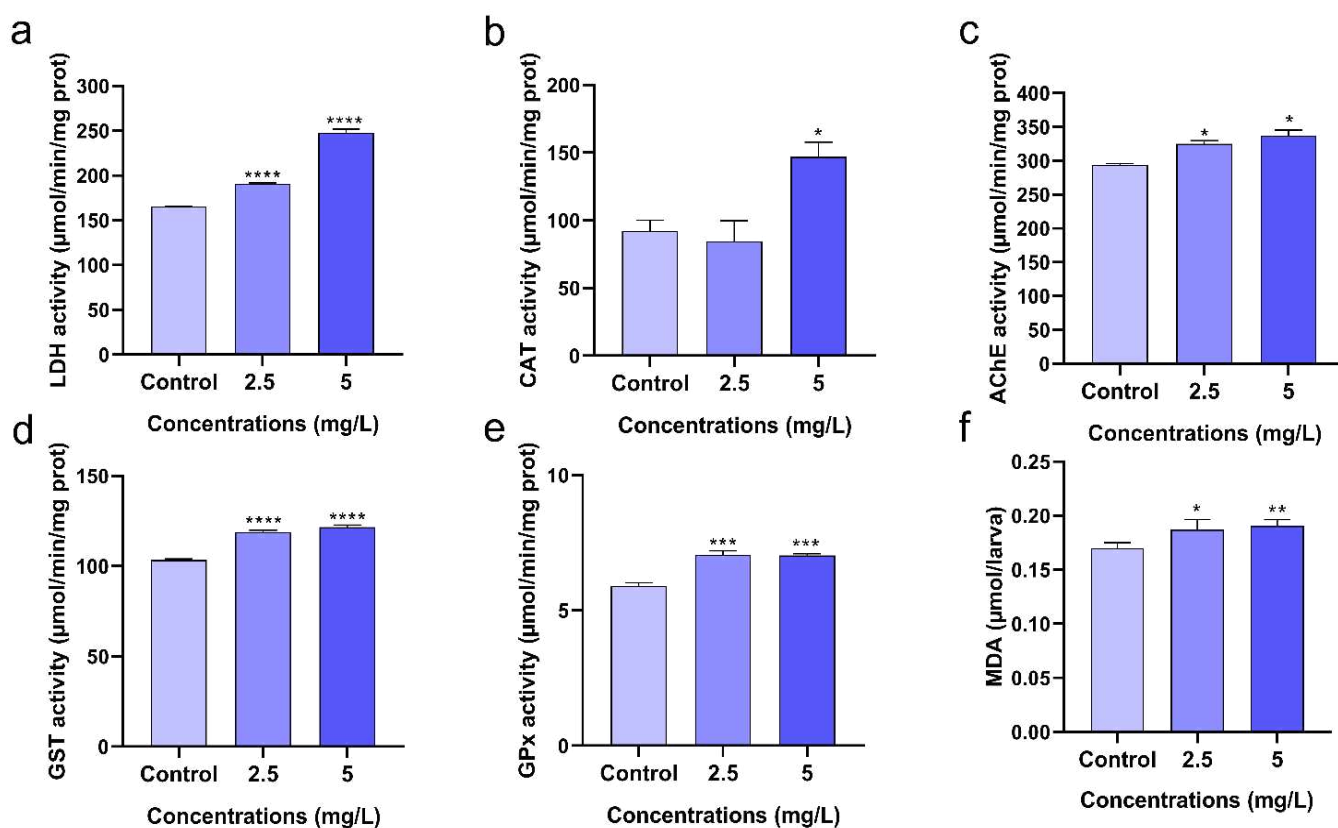 a
LDH activity (µmol/min/mg prot)
300
250
200
150
100
50
0
****
****
Control 2.5 5
Concentrations (mg/L)
b
CAT activity (µmol/min/mg prot)
200
150
100
50
0
*
Control 2.5 5
Concentrations (mg/L)
c
AChE activity (µmol/min/mg prot)
400
350
300
250
200
150
100
50
0
* *
Control 2.5 5
Concentrations (mg/L)
d
GST activity (µmol/min/mg prot)
150
100
50
0
**** ****
Control 2.5 5
Concentrations (mg/L)
e
GPx activity (µmol/min/mg prot)
10
5
0
*** ***
Control 2.5 5
Concentrations (mg/L)
f
MDA (µmol/larva)
0.25
0.20
0.15
0.10
0.05
0.00
* **
Control 2.5 5
Concentrations (mg/L)